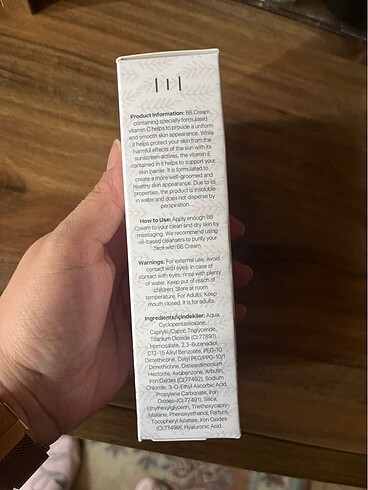 Product Information: BB Cream,
containing specially formulated
vitamin C helps to provide a uniform
and smooth skin appearance. While
it helps protect your skin from the
harmful effects of the sun with its
sunscreen actives, the vitamin E
contained in it helps to support your
skin barrier. It is formulated to
create a more well-groomed and
healthy skin appearance. Due to its
properties, the product is insoluble
in water and does not disperse by
perspiration.
How to Use: Apply enough BB
Cream to your clean and dry skin by
massaging. We recommend using
oil-based cleansers to purify your
face with BB Cream.
Warnings: For external use. Avoid
contact with eyes. In case of
contact with eyes, rinse with plenty
of water. Keep out of reach of
children. Store at room
temperature. For Adults. Keep
mouth closed. It is for adults.
Ingredients/İçindekiler: Aqua,
Cyclopentasiloxane,
Caprylic/Capric Triglyceride,
Titanium Dioxide (CI.77891),
Homosalate, 2,3-Butanediol,
C12-15 Alkyl Benzoate, PEG-10
Dimethicone, Cetyl PEG/PPG-10/1
Dimethicone, Disteardimonium
Hectorite, Avobenzone, Arbutin,
Iron Oxides (CI.77492), Sodium
Chloride, 3-O-Ethyl Ascorbic Acid,
Propylene Carbonate, Iron
Oxides-(CI.77491), Silica,
Ethylhexylglycerin, Triethoxycapry-
lylsilane, Phenoxyethanol, Parfum,
Tocopheryl Acetate, Iron Oxides
(CI.77499), Hyaluronic Acid.